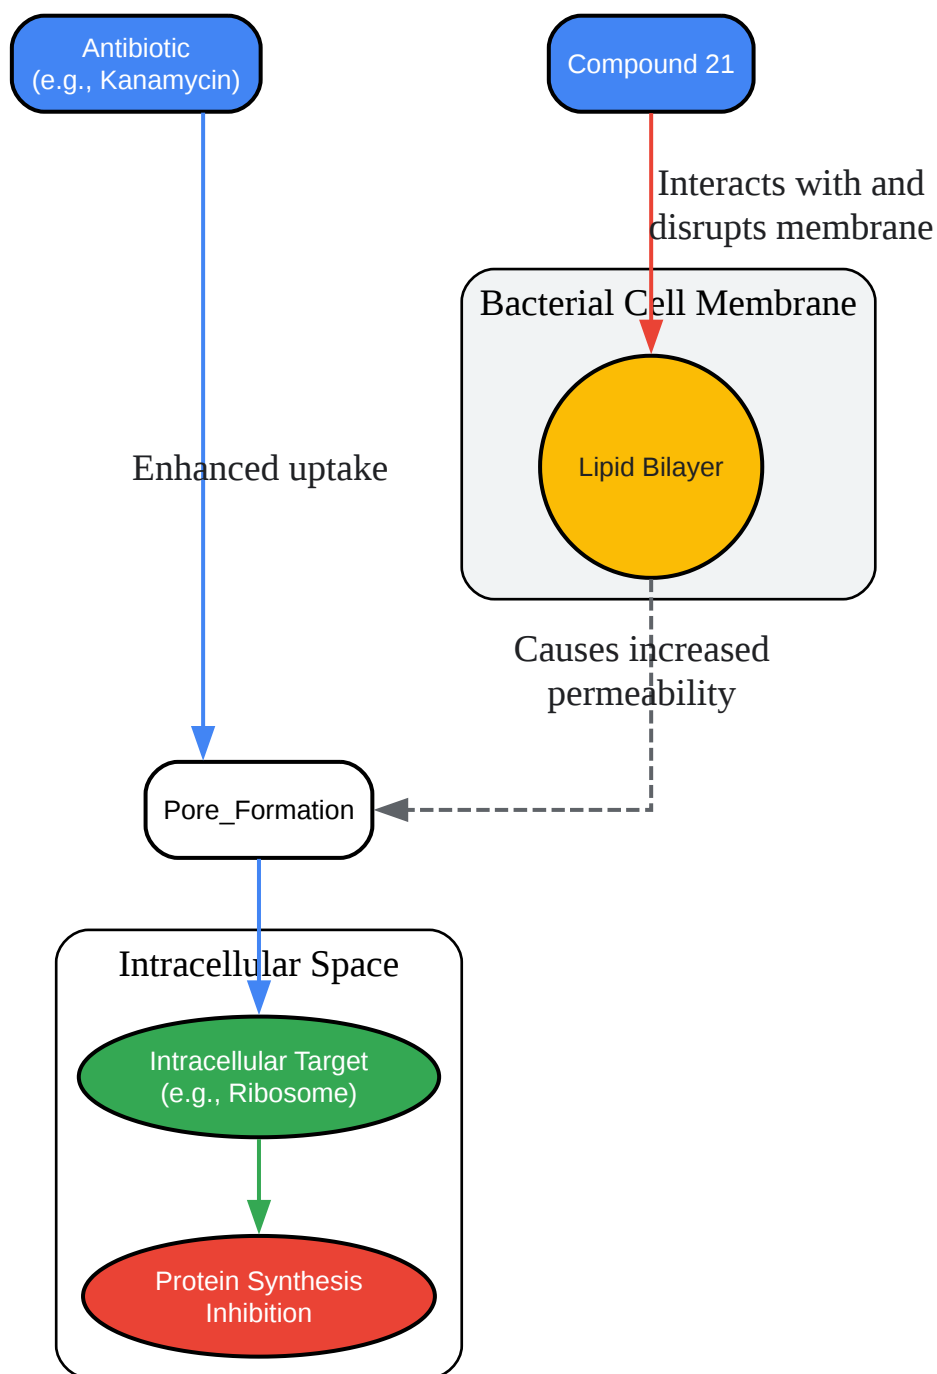 Antibiotic
(e.g., Kanamycin)
Compound 21
Interacts with and
disrupts membrane
Bacterial Cell Membrane
Lipid Bilayer
Enhanced uptake
Causes increased
permeability
Pore_Formation
Intracellular Space
Intracellular Target
(e.g., Ribosome)
Protein Synthesis
Inhibition